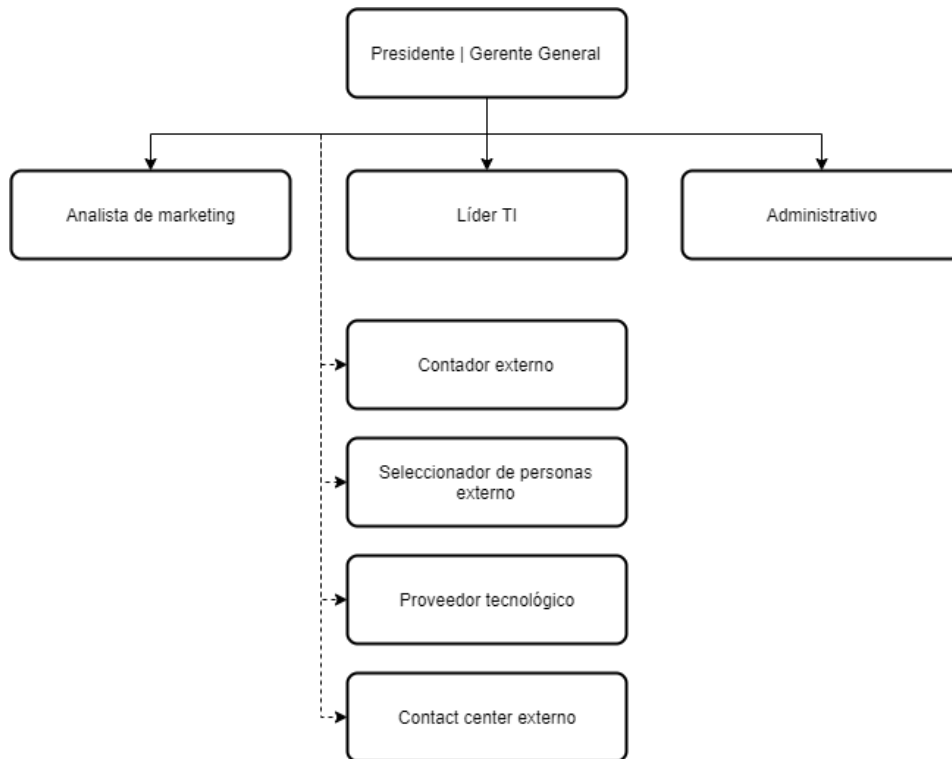 Presidente | Gerente General
Analista de marketing
Líder TI
Administrativo
Contador externo
Seleccionador de personas
externo
Proveedor tecnológico
Contact center externo